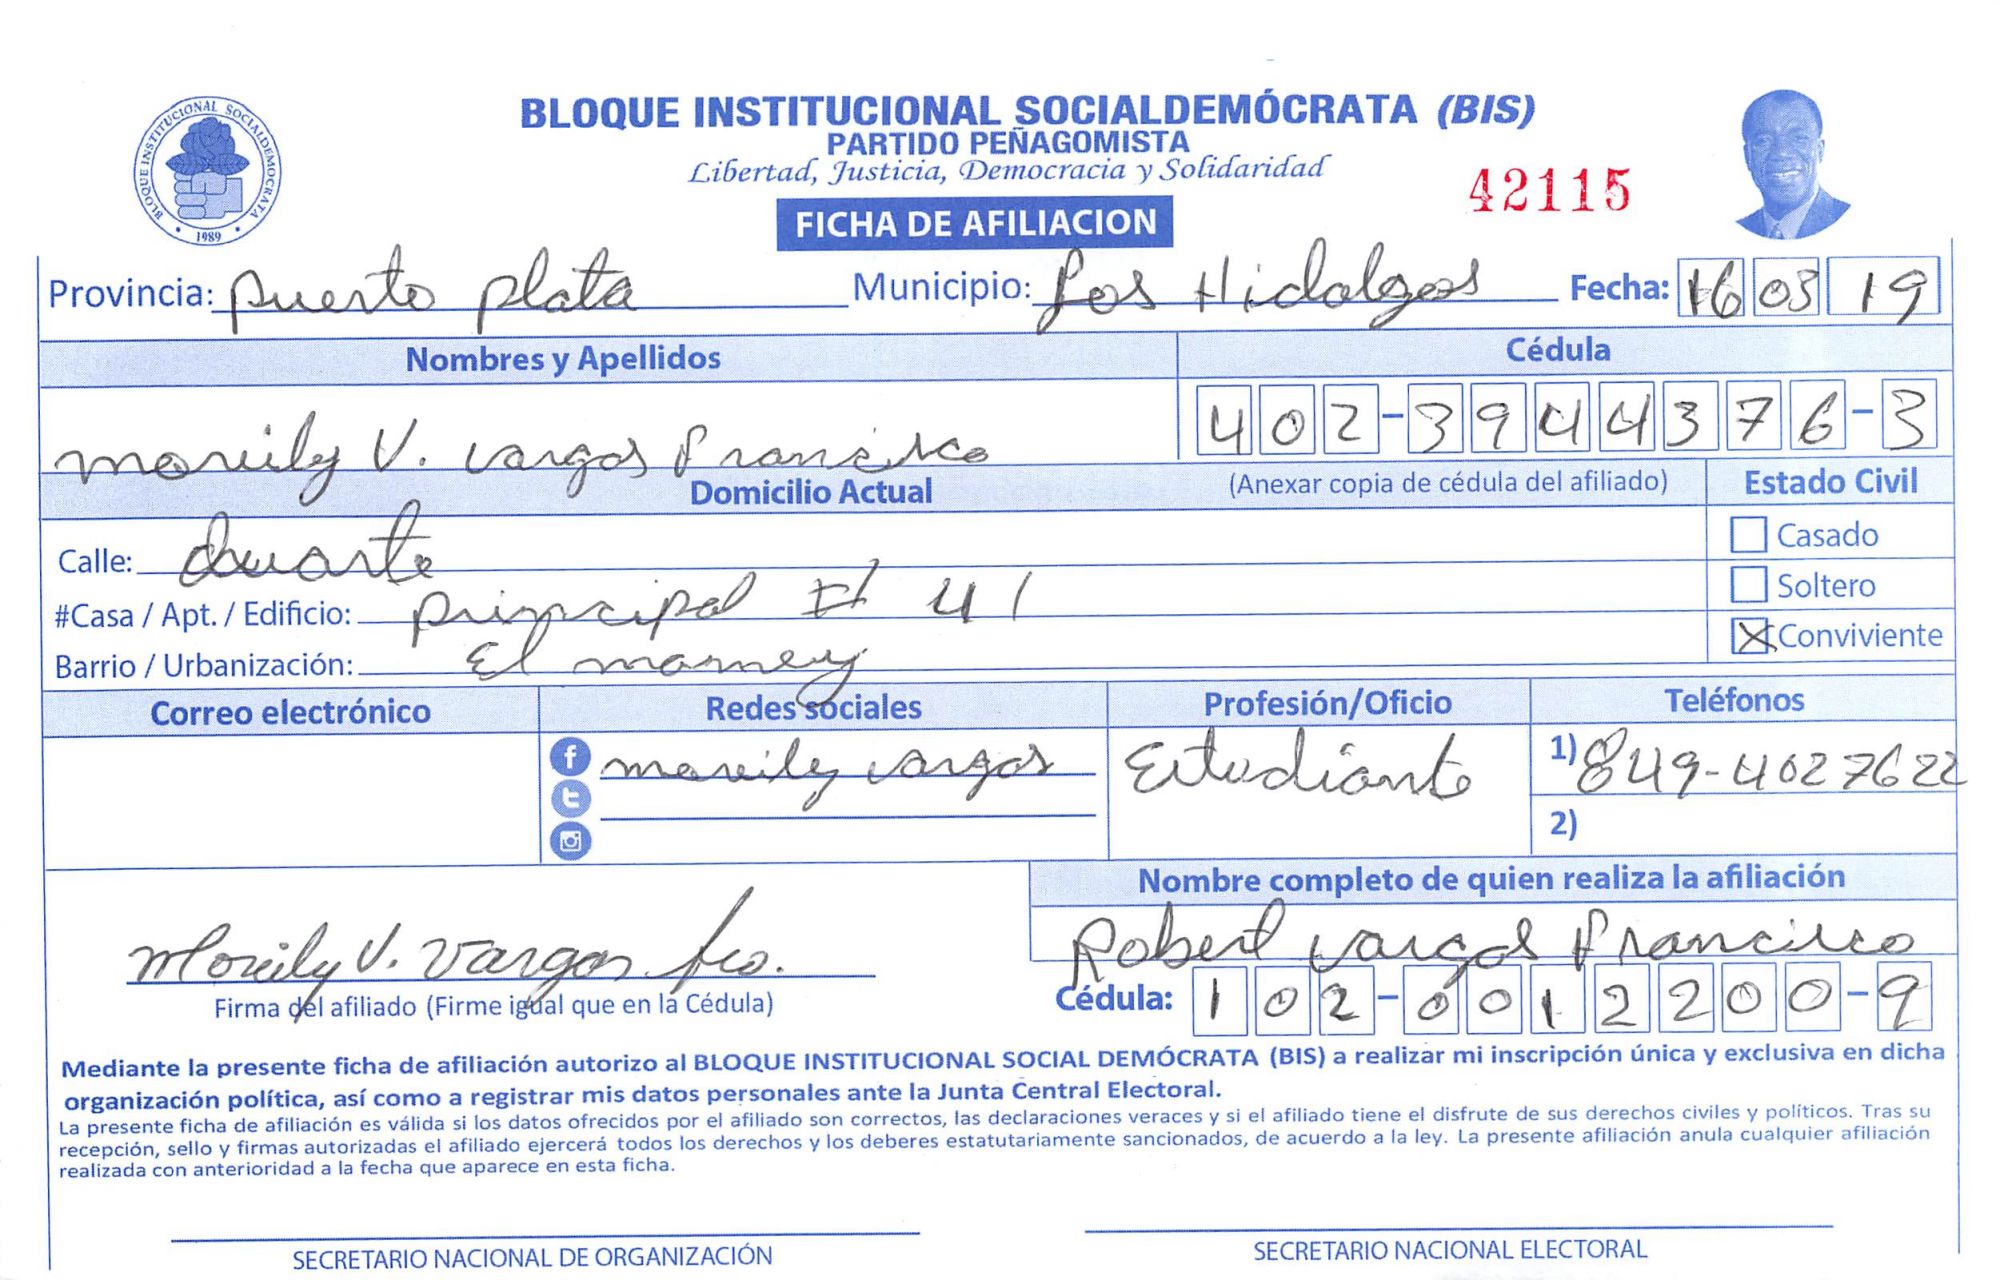 BLOQUE INSTITUCIONAL SOCIALDEMÓCRATA (BIS)
PARTIDO PEÑAGOMISTA
Libertad, Justicia, Democracia y Solidaridad
BLOQUE INSTITUCIONAL SOCIALDEMOCRATA
1989
42115
FICHA DE AFILIACION
Provincia: puerto plata Municipio: Los Hidalgos Fecha: 16 03 19
Nombres y Apellidos Cédula
V. vargas francisco 402-3944376-3
Domicilio Actual (Anexar copia de cédula del afiliado) Estado Civil
Calle: duarte Casado
#Casa / Apt. / Edificio: principal # 41 Soltero
Barrio / Urbanización: El mamey X Conviviente
Correo electrónico Redes sociales Profesión/Oficio Teléfonos
f vargas Estudiante 1) 849-4027622
2)
Nombre completo de quien realiza la afiliación
V. Vargas fco. Robert vargas francisco
Firma del afiliado (Firme igual que en la Cédula) Cédula: 102-0012200-9
Mediante la presente ficha de afiliación autorizo al BLOQUE INSTITUCIONAL SOCIAL DEMÓCRATA (BIS) a realizar mi inscripción única y exclusiva en dicha
organización política, así como a registrar mis datos personales ante la Junta Central Electoral.
La presente ficha de afiliación es válida si los datos ofrecidos por el afiliado son correctos, las declaraciones veraces y si el afiliado tiene el disfrute de sus derechos civiles y políticos. Tras su
recepción, sello y firmas autorizadas el afiliado ejercerá todos los derechos y los deberes estatutariamente sancionados, de acuerdo a la ley. La presente afiliación anula cualquier afiliación
realizada con anterioridad a la fecha que aparece en esta ficha.
SECRETARIO NACIONAL DE ORGANIZACIÓN SECRETARIO NACIONAL ELECTORAL